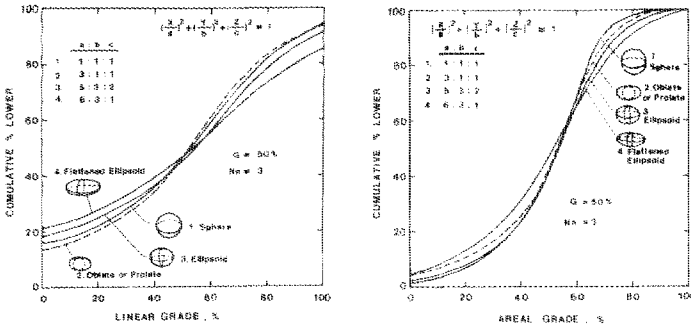 (x/a)² + (y/b)² + (z/c)² = 1
a : b : c
1. 1 : 1 : 1
2. 3 : 1 : 1
3. 5 : 3 : 2
4. 6 : 3 : 1
4. Flattened Ellipsoid
G = 50%
1. Sphere
3. Ellipsoid
2. Oblate or Prolate
CUMULATIVE % LOWER
100
80
60
40
20
0
0 20 40 60 80 100
LINEAR GRADE , %
(x/a)² + (y/b)² + (z/c)² = 1
a : b : c
1. 1 : 1 : 1
2. 3 : 1 : 1
3. 5 : 3 : 2
4. 6 : 3 : 1
1
Sphere
2. Oblate
or Prolate
3
Ellipsoid
4. Flattened
Ellipsoid
G = 50%
CUMULATIVE % LOWER
100
80
60
40
20
0
0 20 40 60 80 100
AREAL GRADE , %